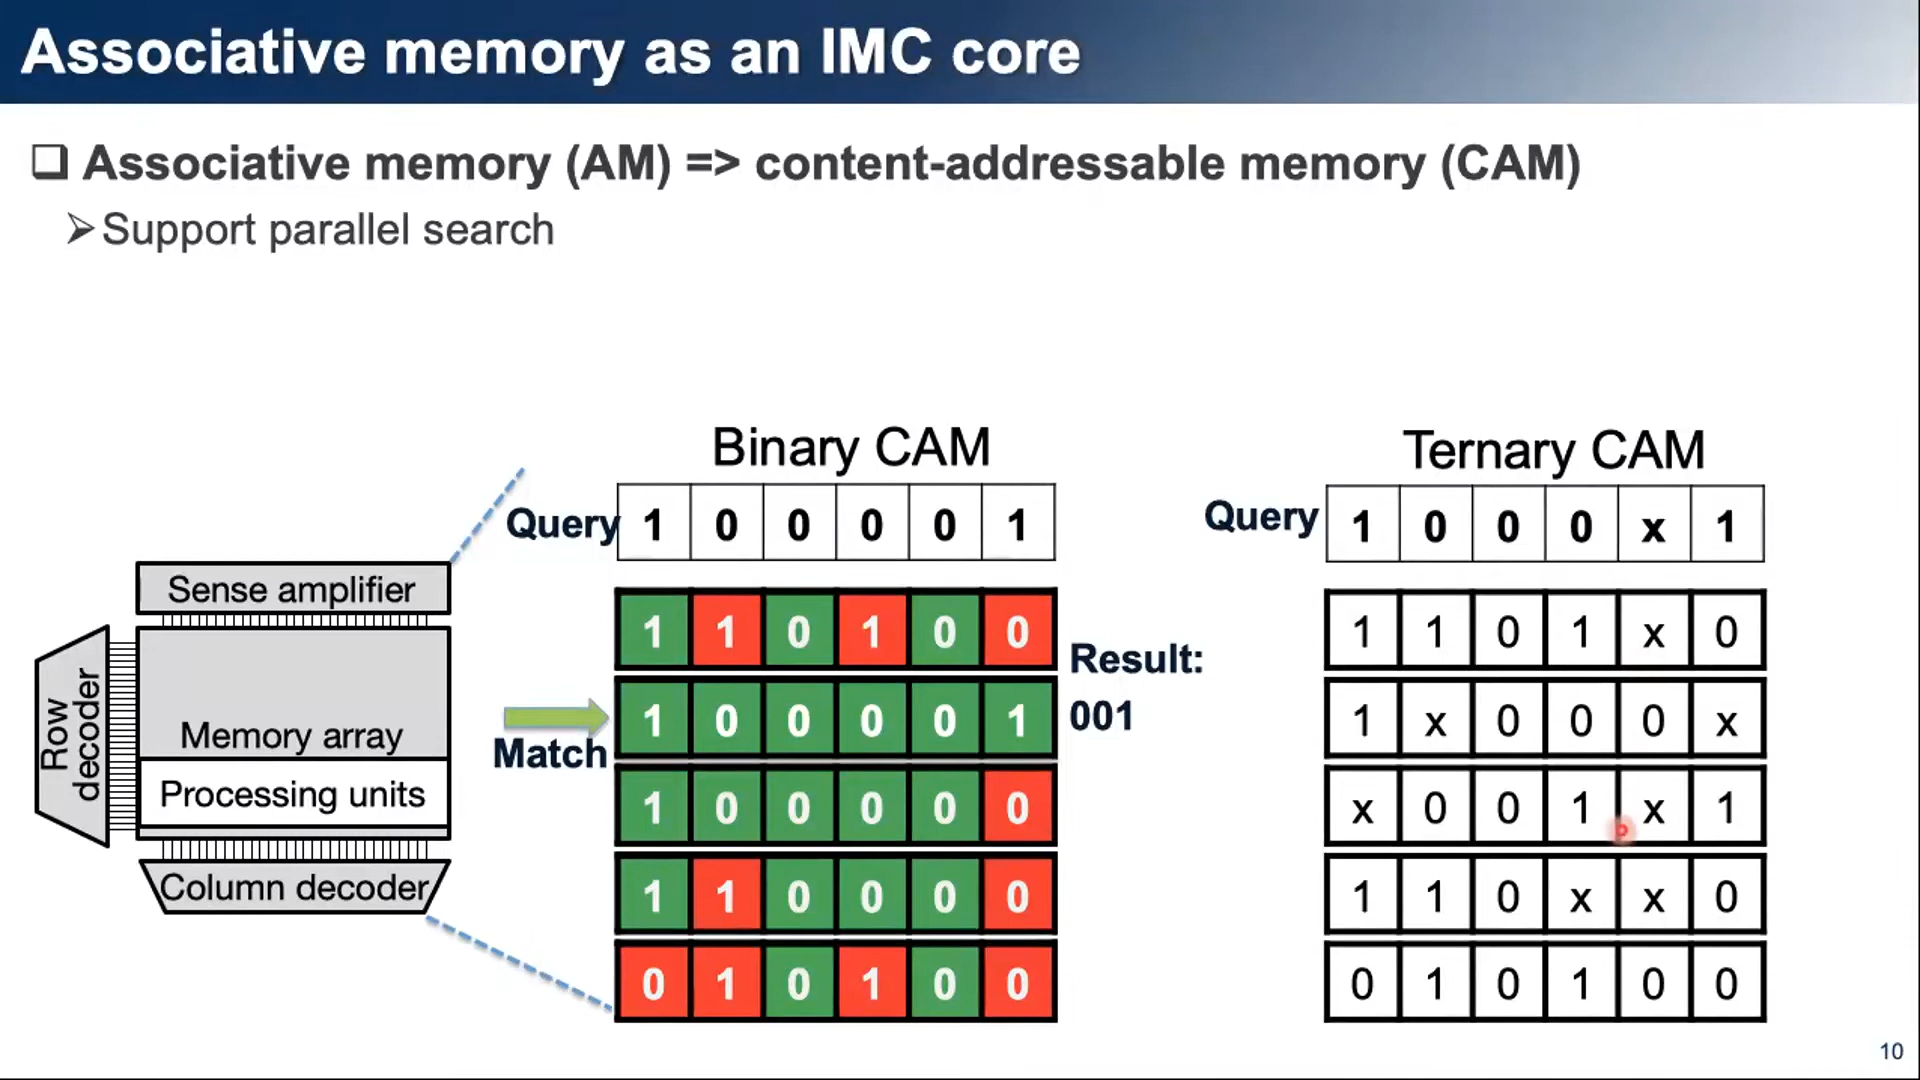 Associative memory as an IMC core
Associative memory (AM) => content-addressable memory (CAM)
Support parallel search
Sense amplifier
Row decoder
Memory array
Processing units
Column decoder
Binary CAM
Query 1 0 0 0 0 1
1 1 0 1 0 0
1 0 0 0 0 1
1 0 0 0 0 0
1 1 0 0 0 0
0 1 0 1 0 0
Match
Result:
001
Ternary CAM
Query 1 0 0 0 x 1
1 1 0 1 x 0
1 x 0 0 0 x
x 0 0 1 x 1
1 1 0 x x 0
0 1 0 1 0 0
10